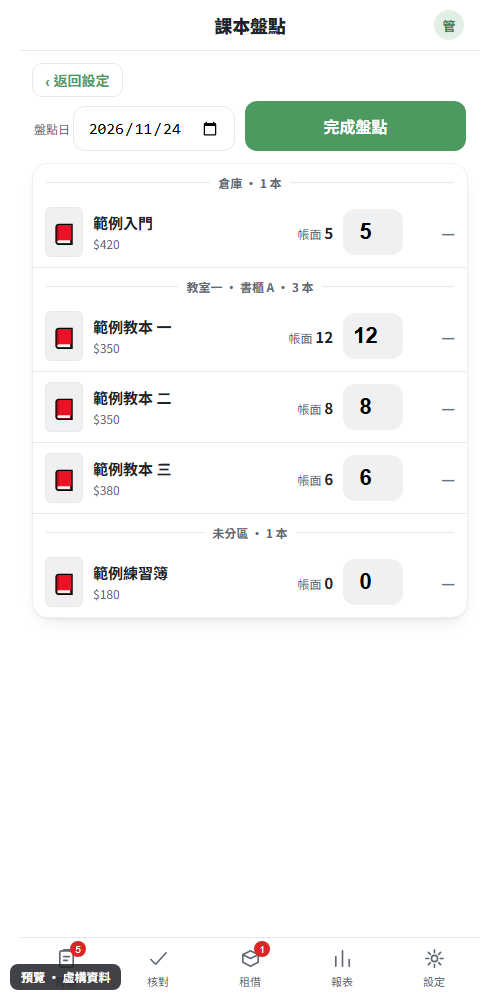 課本盤點
管
‹ 返回設定
盤點日 2026/11/24 完成盤點
倉庫 · 1 本
範例入門
$420
帳面 5 5 —
教室一 · 書櫃 A · 3 本
範例教本 一
$350
帳面 12 12 —
範例教本 二
$350
帳面 8 8 —
範例教本 三
$380
帳面 6 6 —
未分區 · 1 本
範例練習簿
$180
帳面 0 0 —
5 1
預覽 · 虛構資料 核對 租借 報表 設定